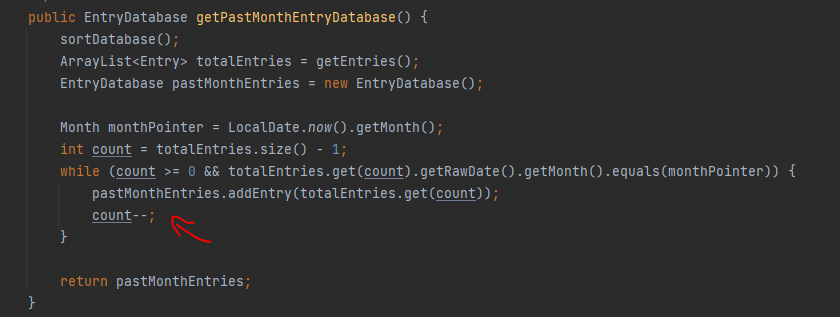 public EntryDatabase getPastMonthEntryDatabase() {
    sortDatabase();
    ArrayList<Entry> totalEntries = getEntries();
    EntryDatabase pastMonthEntries = new EntryDatabase();

    Month monthPointer = LocalDate.now().getMonth();
    int count = totalEntries.size() - 1;
    while (count >= 0 && totalEntries.get(count).getRawDate().getMonth().equals(monthPointer)) {
        pastMonthEntries.addEntry(totalEntries.get(count));
        count--;
    }

    return pastMonthEntries;
}